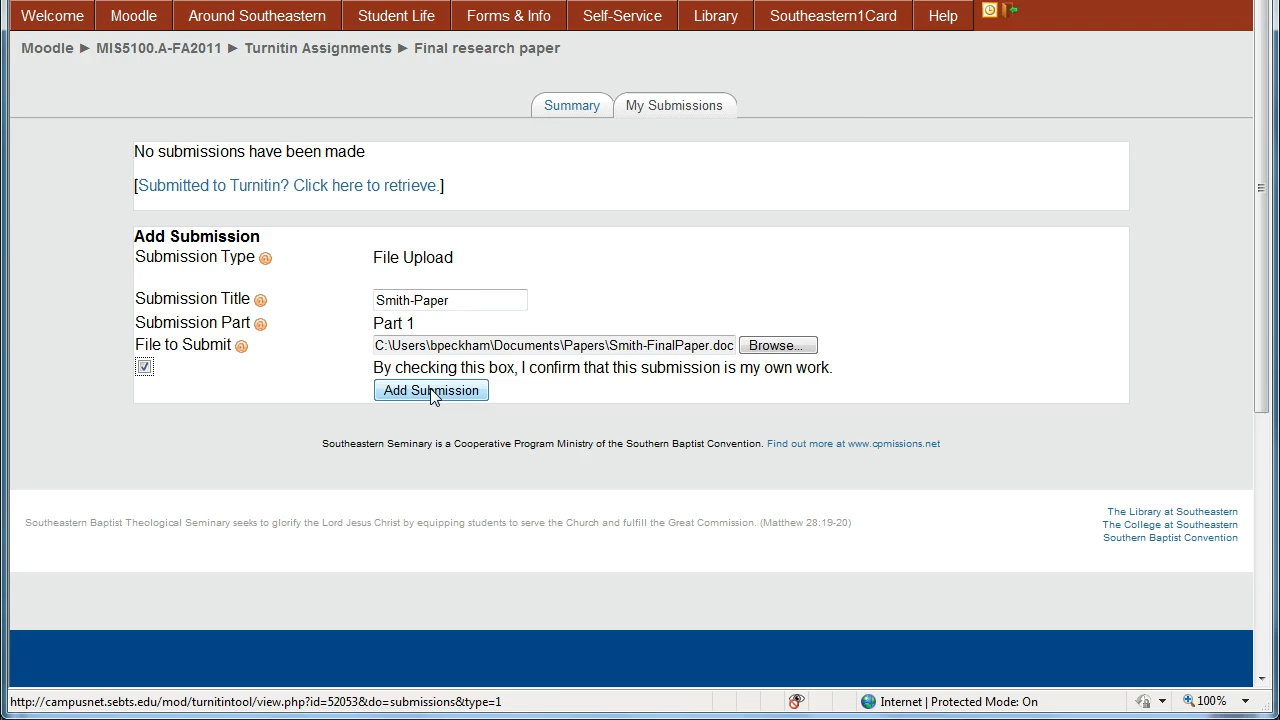 Welcome Moodle Around Southeastern Student Life Forms & Info Self-Service Library Southeastern1Card Help
Moodle ► MIS5100.A-FA2011 ► Turnitin Assignments ► Final research paper
Summary My Submissions
No submissions have been made
[Submitted to Turnitin? Click here to retrieve.]
Add Submission
Submission Type File Upload
Submission Title Smith-Paper
Submission Part Part 1
File to Submit C:\Users\bpeckham\Documents\Papers\Smith-FinalPaper.doc Browse...
By checking this box, I confirm that this submission is my own work.
Add Submission
Southeastern Seminary is a Cooperative Program Ministry of the Southern Baptist Convention. Find out more at www.cpmissions.net
The Library at Southeastern
Southeastern Baptist Theological Seminary seeks to glorify the Lord Jesus Christ by equipping students to serve the Church and fulfill the Great Commission. (Matthew 28:19-20)
The College at Southeastern
Southern Baptist Convention
http://campusnet.sebts.edu/mod/turnitintool/view.php?id=52053&do=submissions&type=1 Internet | Protected Mode: On 100%